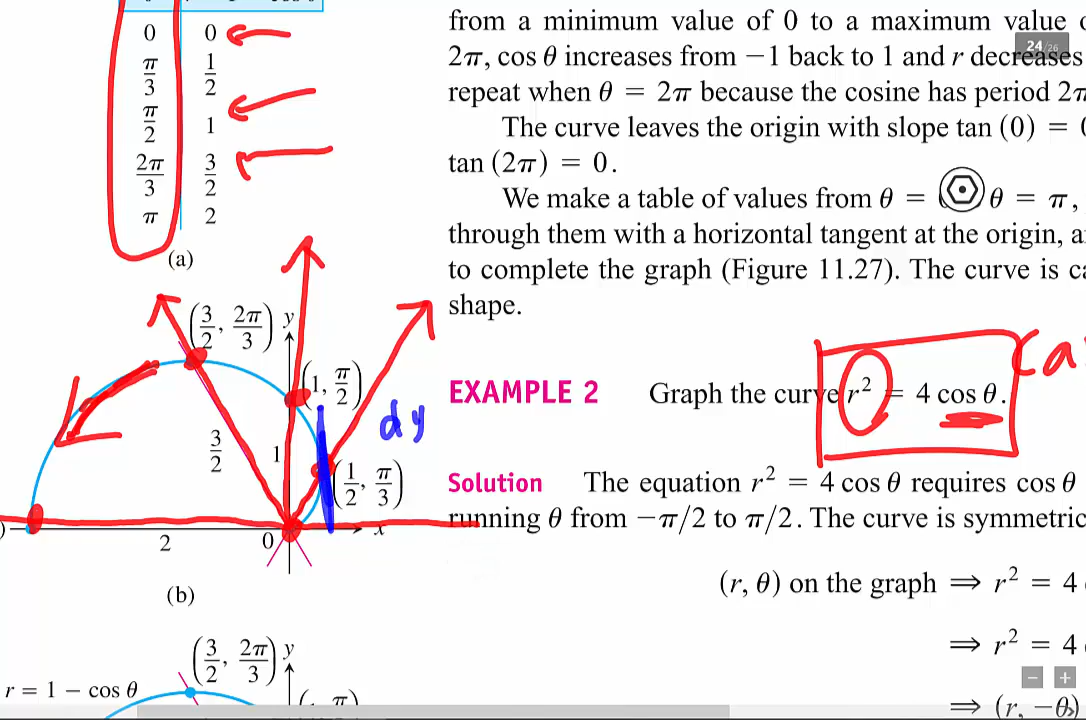 0 0
π/3 1/2
π/2 1
2π/3 3/2
π 2
(a)
(3/2, 2π/3) y
(1, π/2)
dy
3/2
1
(1/2, π/3)
2 0 x
(b)
(3/2, 2π/3) y
r = 1 − cos θ
from a minimum value of 0 to a maximum value
24/26
2π, cos θ increases from −1 back to 1 and r decreases
repeat when θ = 2π because the cosine has period 2π
The curve leaves the origin with slope tan (0) =
tan (2π) = 0.
We make a table of values from θ = θ = π,
through them with a horizontal tangent at the origin,
to complete the graph (Figure 11.27). The curve is
shape.
EXAMPLE 2 Graph the curve r² = 4 cos θ.
Solution The equation r² = 4 cos θ requires cos θ
running θ from −π/2 to π/2. The curve is symmetric
(r, θ) on the graph ⇒ r² = 4
⇒ r² = 4
⇒ (r, −θ)